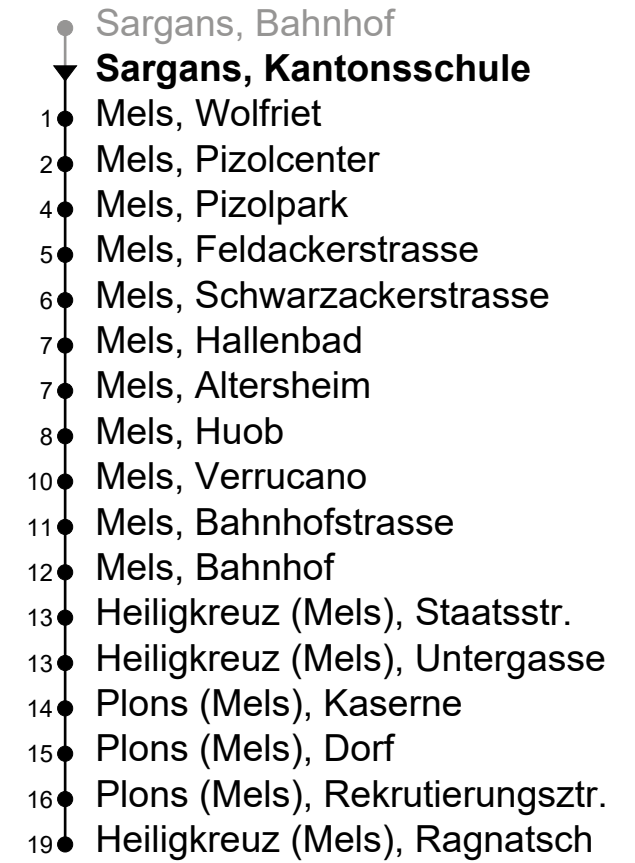 Sargans, Bahnhof
Sargans, Kantonsschule
1 Mels, Wolfriet
2 Mels, Pizolcenter
4 Mels, Pizolpark
5 Mels, Feldackerstrasse
6 Mels, Schwarzackerstrasse
7 Mels, Hallenbad
7 Mels, Altersheim
8 Mels, Huob
10 Mels, Verrucano
11 Mels, Bahnhofstrasse
12 Mels, Bahnhof
13 Heiligkreuz (Mels), Staatsstr.
13 Heiligkreuz (Mels), Untergasse
14 Plons (Mels), Kaserne
15 Plons (Mels), Dorf
16 Plons (Mels), Rekrutierungsztr.
19 Heiligkreuz (Mels), Ragnatsch